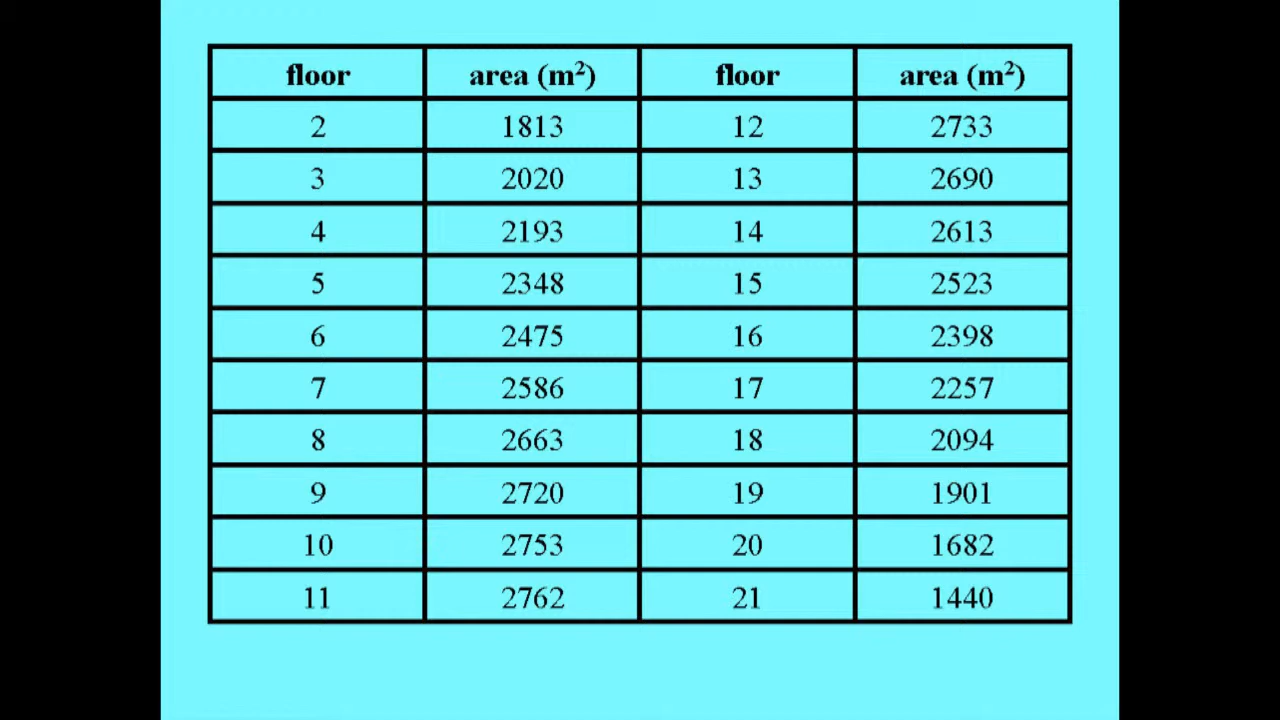 floor area (m²) floor area (m²)
2 1813 12 2733
3 2020 13 2690
4 2193 14 2613
5 2348 15 2523
6 2475 16 2398
7 2586 17 2257
8 2663 18 2094
9 2720 19 1901
10 2753 20 1682
11 2762 21 1440